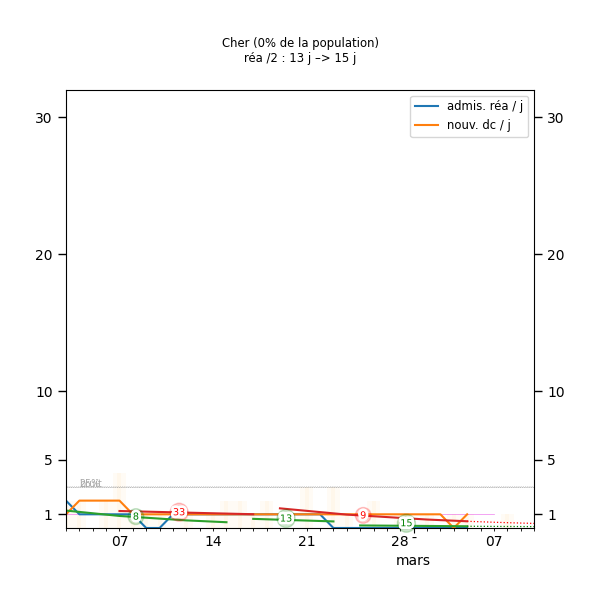 Cher (0% de la population)
réa /2 : 13 j –> 15 j
admis. réa / j
nouv. dc / j
30 30
20 20
10 10
5 5
1 1
8 33 13 9 15
07 14 21 28 07
mars